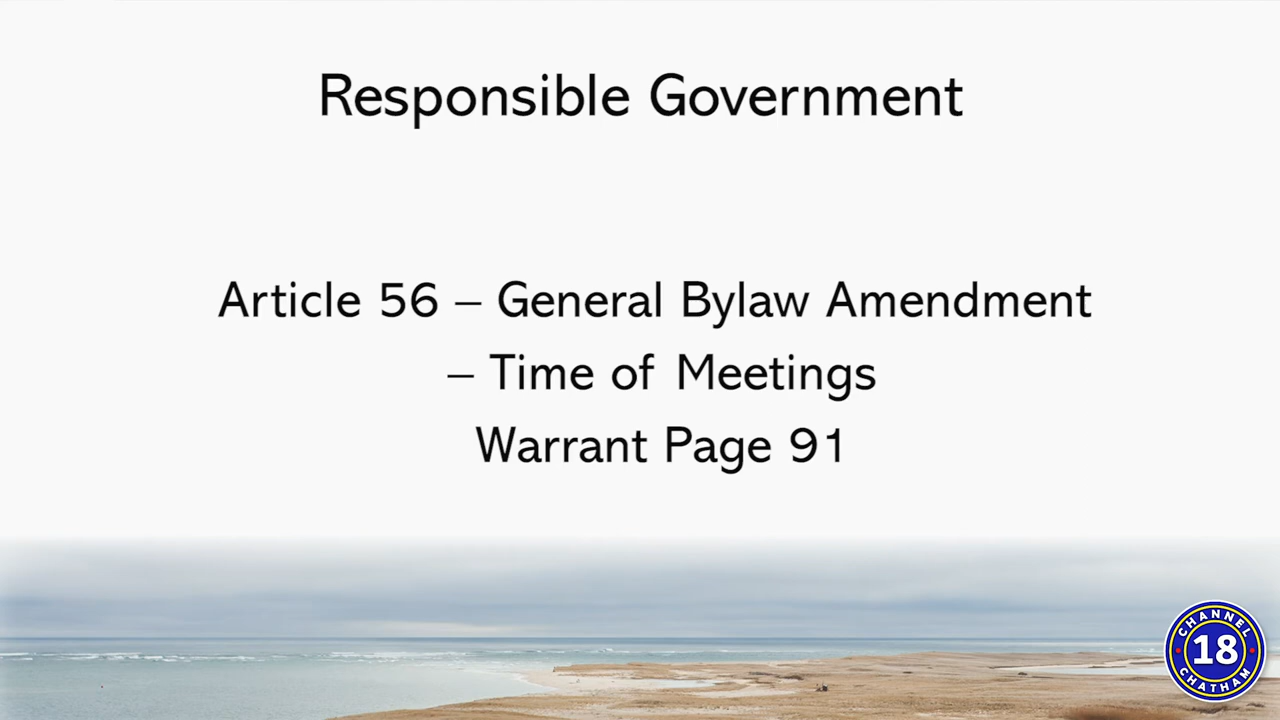 Responsible Government
Article 56 – General Bylaw Amendment
– Time of Meetings
Warrant Page 91
CHANNEL
18
CHATHAM